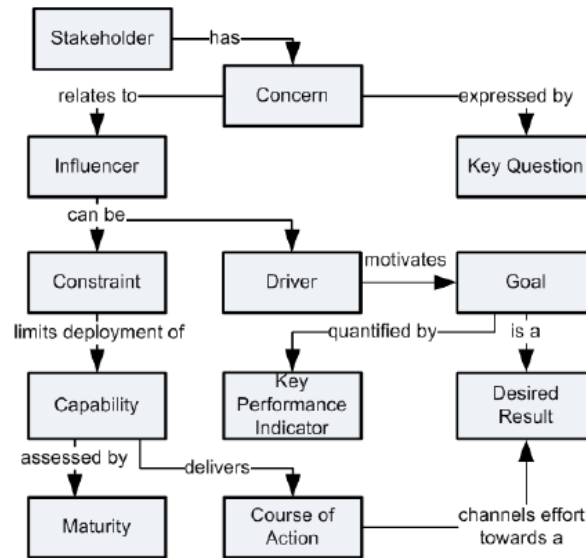 Stakeholder
has
Concern
relates to
expressed by
Influencer
Key Question
can be
Constraint
Driver
motivates
Goal
limits deployment of
quantified by
is a
Capability
Key
Performance
Indicator
Desired
Result
assessed by
delivers
Maturity
Course of
Action
channels effort
towards a